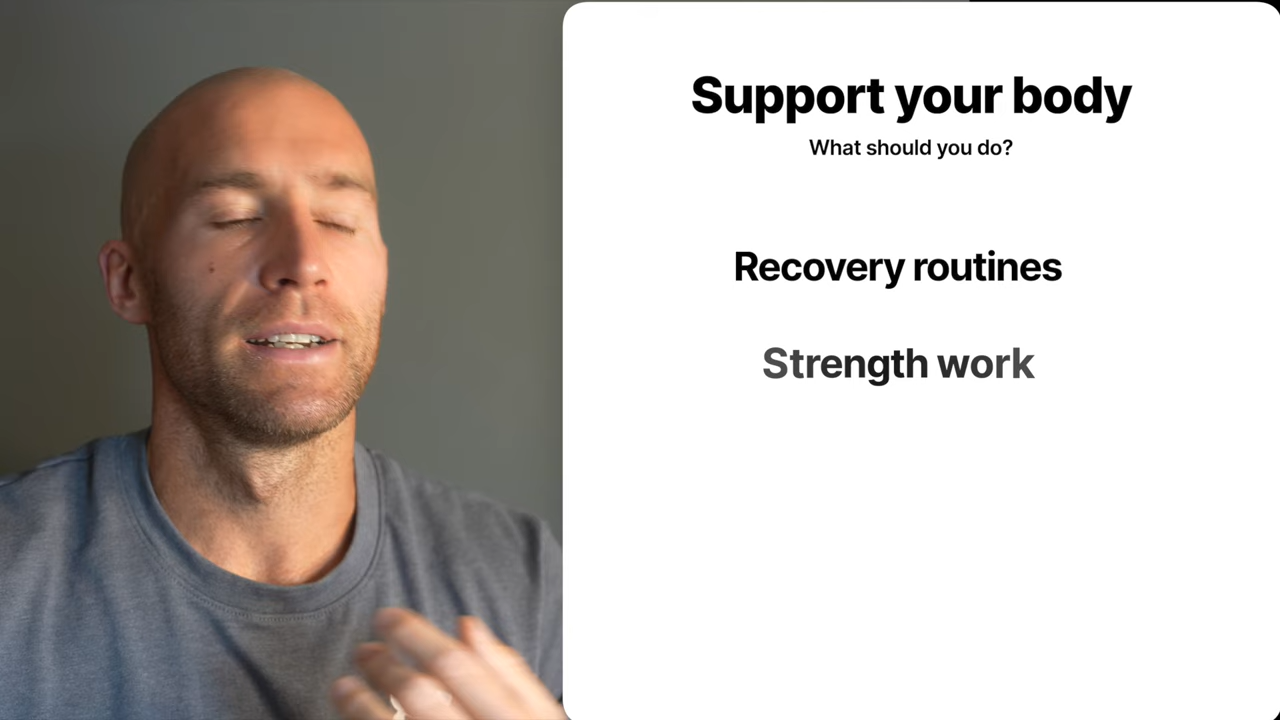 Support your body
What should you do?
Recovery routines
Strength work